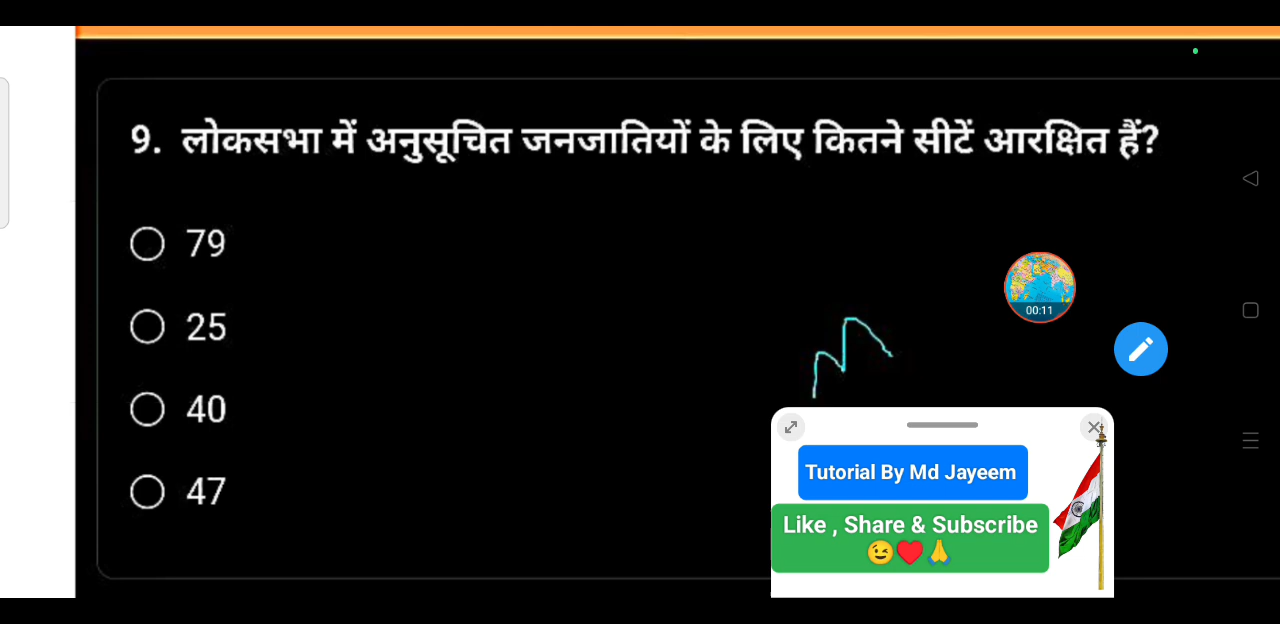 9. लोकसभा में अनुसूचित जनजातियों के लिए कितने सीटें आरक्षित हैं?
79
25
00:11
40
Tutorial By Md Jayeem
47
Like , Share & Subscribe
😉❤️🙏